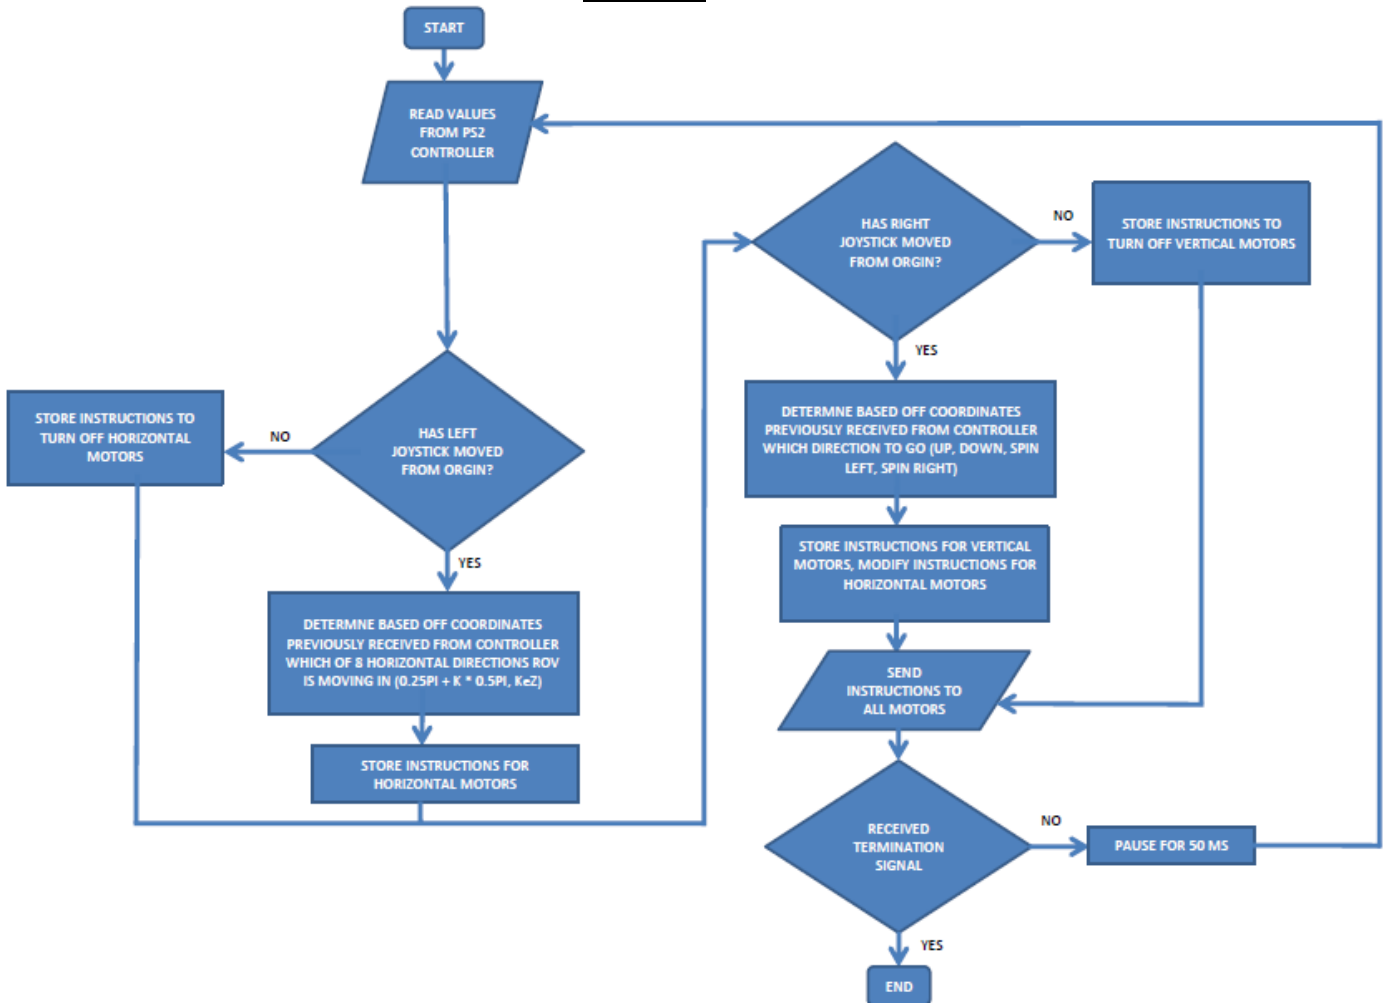 START
READ VALUES
FROM PS2
CONTROLLER
HAS LEFT
JOYSTICK MOVED
FROM ORGIN?
NO
STORE INSTRUCTIONS TO
TURN OFF HORIZONTAL
MOTORS
YES
DETERMNE BASED OFF COORDINATES
PREVIOUSLY RECEIVED FROM CONTROLLER
WHICH OF 8 HORIZONTAL DIRECTIONS ROV
IS MOVING IN (0.25PI + K * 0.5PI, KeZ)
STORE INSTRUCTIONS FOR
HORIZONTAL MOTORS
HAS RIGHT
JOYSTICK MOVED
FROM ORGIN?
NO
STORE INSTRUCTIONS TO
TURN OFF VERTICAL MOTORS
YES
DETERMNE BASED OFF COORDINATES
PREVIOUSLY RECEIVED FROM CONTROLLER
WHICH DIRECTION TO GO (UP, DOWN, SPIN
LEFT, SPIN RIGHT)
STORE INSTRUCTIONS FOR VERTICAL
MOTORS, MODIFY INSTRUCTIONS FOR
HORIZONTAL MOTORS
SEND
INSTRUCTIONS TO
ALL MOTORS
RECEIVED
TERMINATION
SIGNAL
NO
PAUSE FOR 50 MS
YES
END